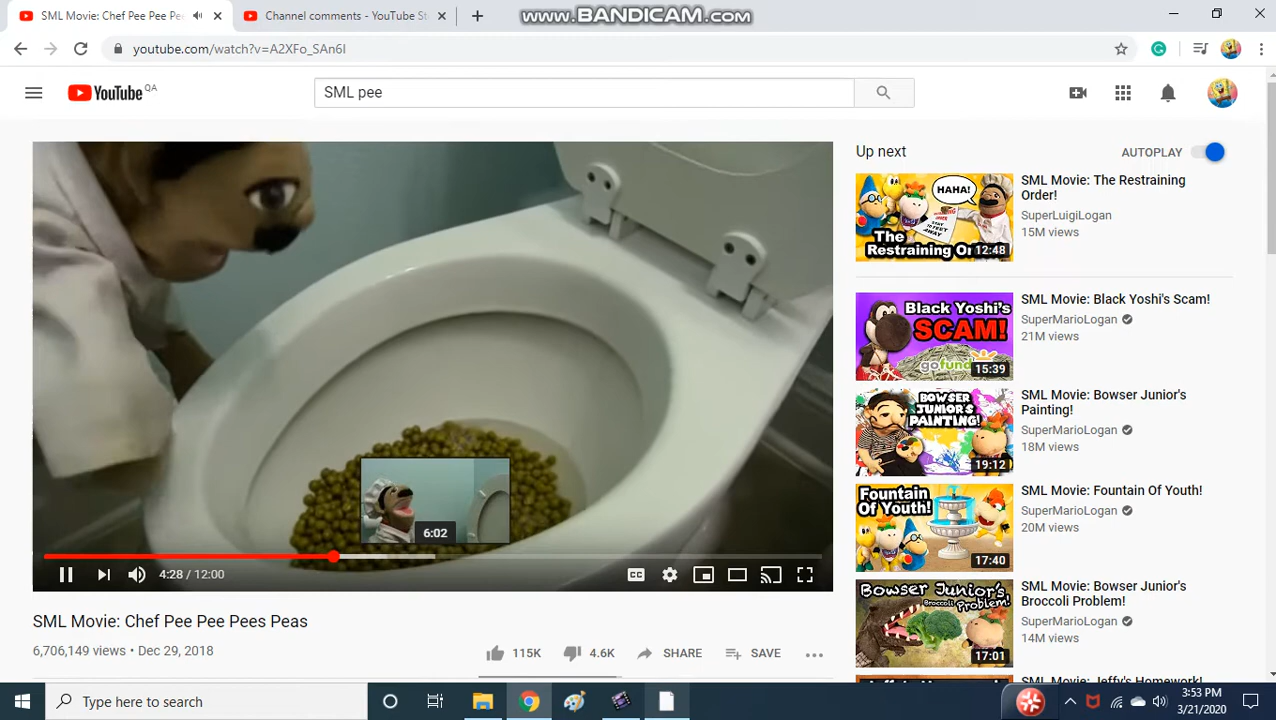 SML Movie: Chef Pee Pee Pe
Channel comments - YouTube St
www.BANDICAM.com
youtube.com/watch?v=A2XFo_SAn6I
YouTube QA
SML pee
Up next
AUTOPLAY
HAHA!
The Restraining Or
12:48
SML Movie: The Restraining Order!
SuperLuigiLogan
15M views
Black Yoshi's SCAM!
gofund
15:39
SML Movie: Black Yoshi's Scam!
SuperMarioLogan
21M views
BOWSER JUNIOR'S PAINTING!
19:12
SML Movie: Bowser Junior's Painting!
SuperMarioLogan
18M views
Fountain Of Youth!
17:40
SML Movie: Fountain Of Youth!
SuperMarioLogan
20M views
Bowser Junior's Broccoli Problem!
17:01
SML Movie: Bowser Junior's Broccoli Problem!
SuperMarioLogan
14M views
SML Movie: Jeffy's Homework!
6:02
4:28 / 12:00
CC
SML Movie: Chef Pee Pee Pees Peas
6,706,149 views • Dec 29, 2018
115K
4.6K
SHARE
SAVE
Type here to search
3:53 PM
3/21/2020